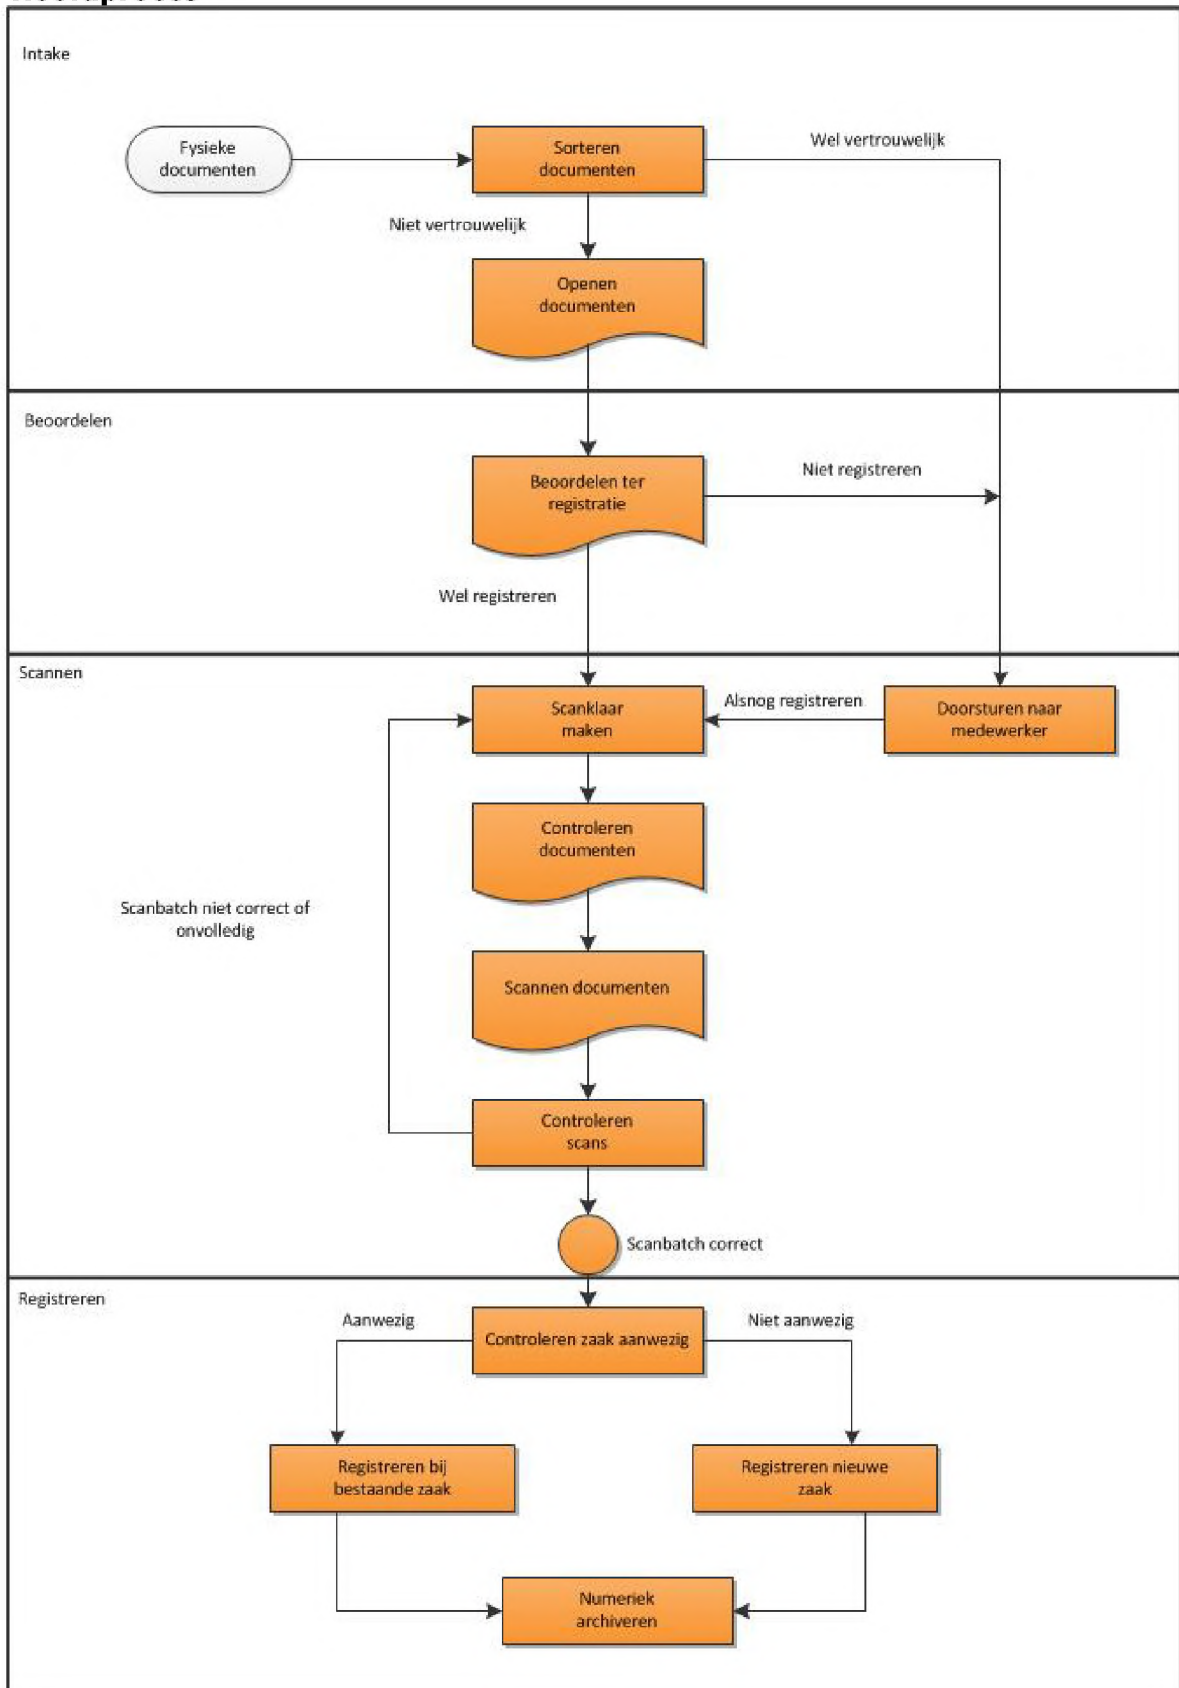 Intake
Fysieke
documenten
Sorteren
documenten
Wel vertrouwelijk
Niet vertrouwelijk
Openen
documenten
Beoordelen
Beoordelen ter
registratie
Niet registreren
Wel registreren
Scannen
Scanklaar
maken
Alsnog registreren
Doorsturen naar
medewerker
Controleren
documenten
Scanbatch niet correct of
onvolledig
Scannen documenten
Controleren
scans
Scanbatch correct
Registreren
Aanwezig
Controleren zaak aanwezig
Niet aanwezig
Registreren bij
bestaande zaak
Registreren nieuwe
zaak
Numeriek
archiveren